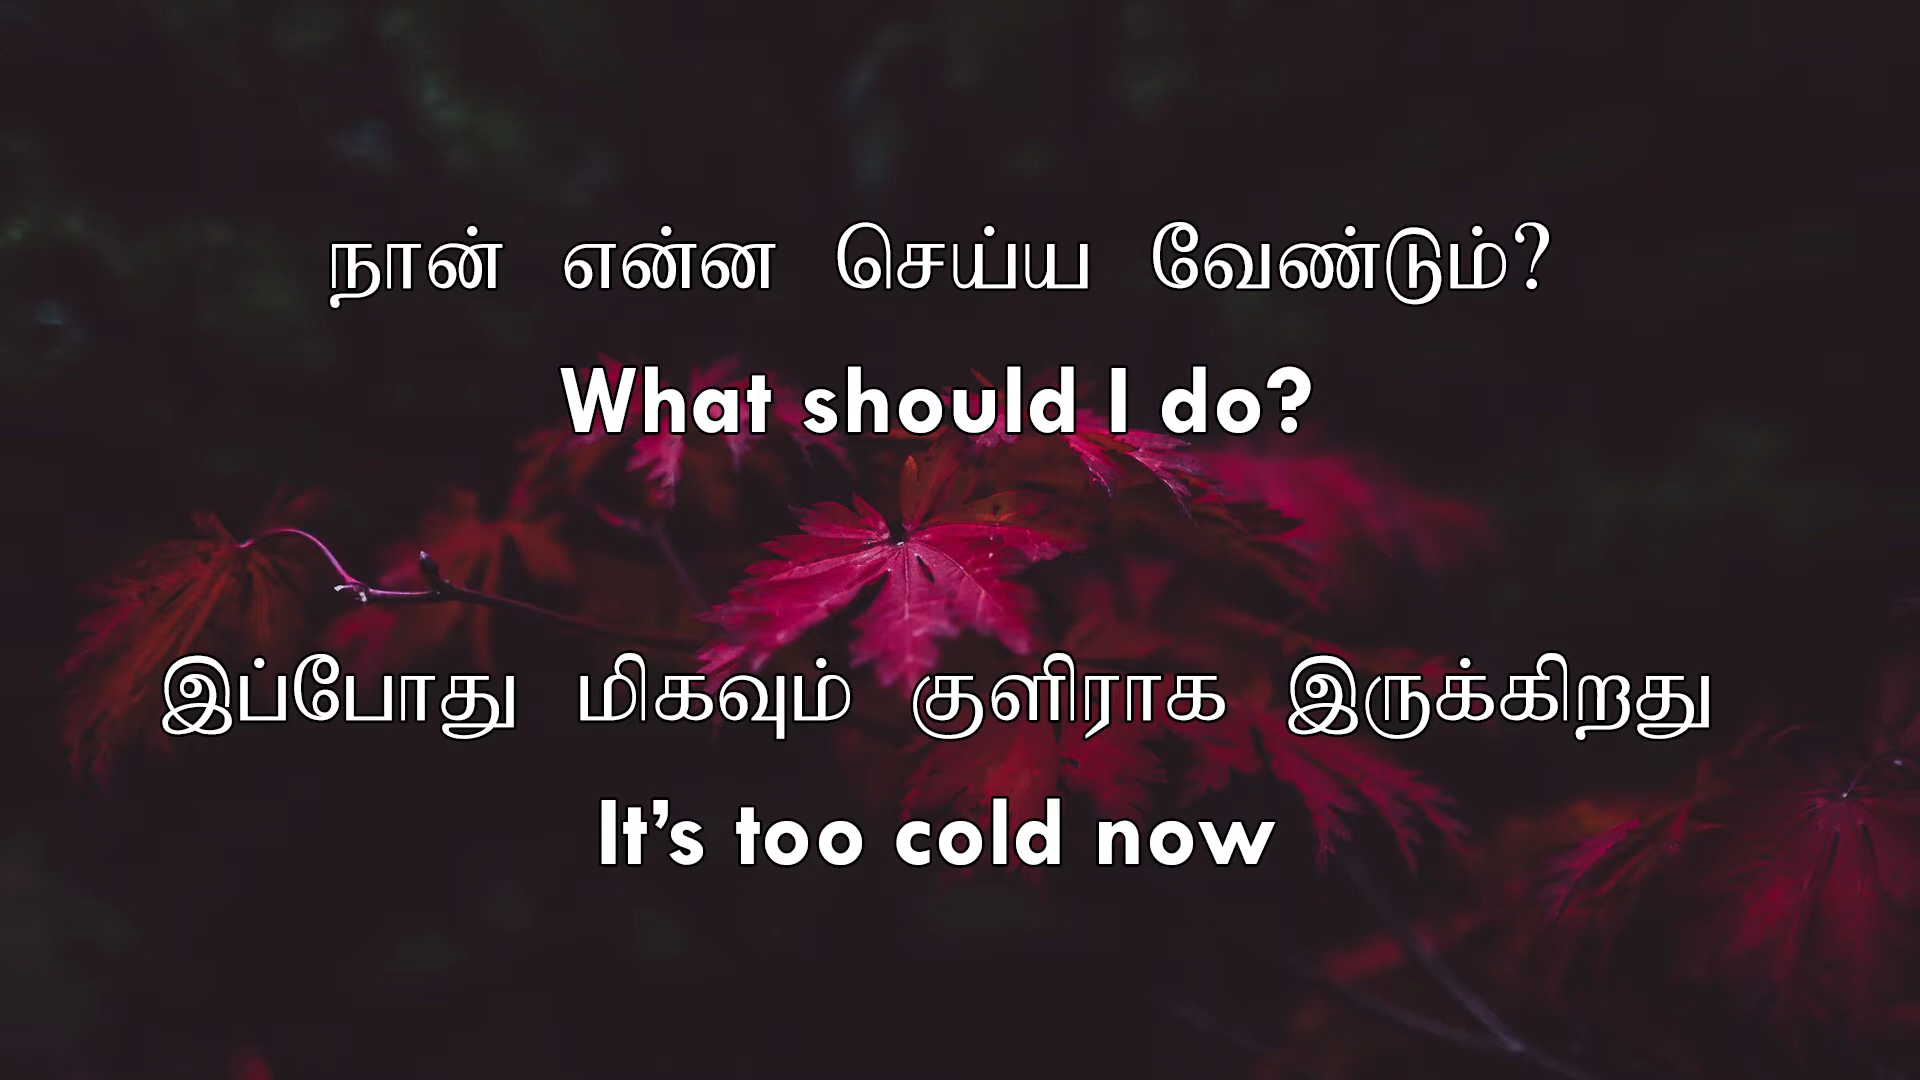 நான் என்ன செய்ய வேண்டும்?
What should I do?
இப்போது மிகவும் குளிராக இருக்கிறது
It's too cold now